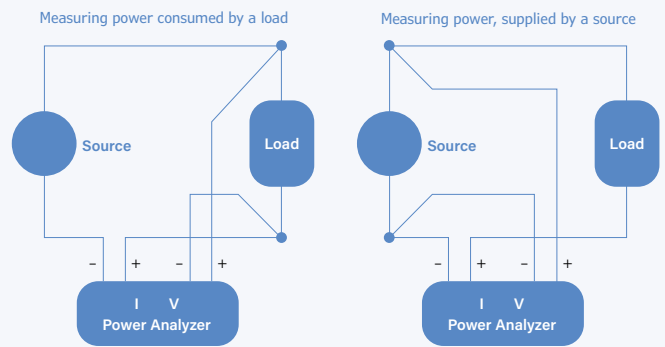 Measuring power consumed by a load
Source
Load
– + – +
I V
Power Analyzer
Measuring power, supplied by a source
Source
Load
– + – +
I V
Power Analyzer